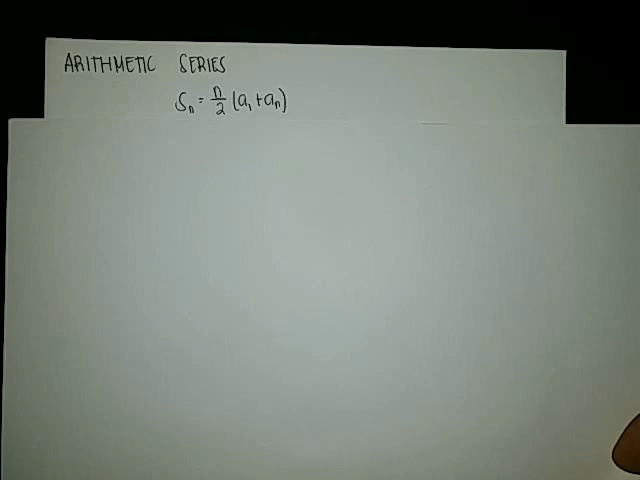 ARITHMETIC SERIES
Sₙ = n/2 (a₁ + aₙ)